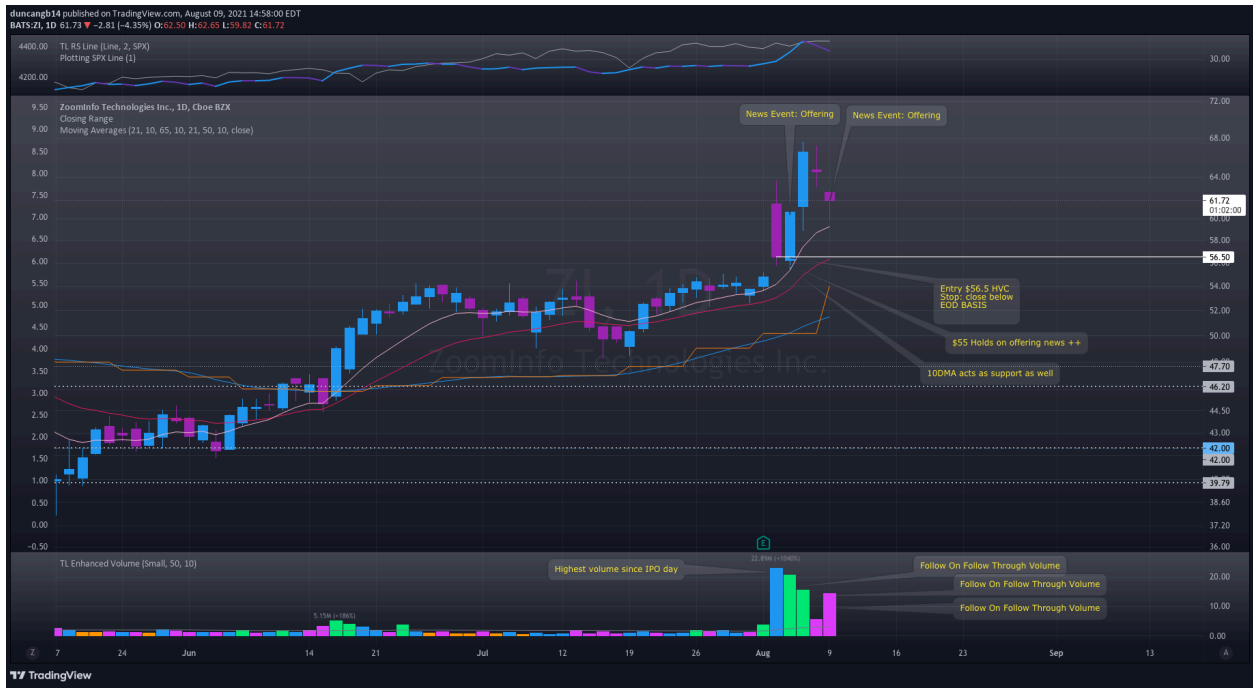 duncangb14 published on TradingView.com, August 09, 2021 14:58:00 EDT
BATS:ZI, 1D 61.73 ▼ −2.81 (−4.35%) O:62.50 H:62.65 L:59.82 C:61.72
TL RS Line (Line, 2, SPX)
Plotting SPX Line (1)
4400.00
4200.00
30.00
ZoomInfo Technologies Inc., 1D, Cboe BZX
Closing Range
Moving Averages (21, 10, 65, 10, 21, 50, 10, close)
9.50
9.00
8.50
8.00
7.50
7.00
6.50
6.00
5.50
5.00
4.50
4.00
3.50
3.00
2.50
2.00
1.50
1.00
0.50
0.00
−0.50
News Event: Offering
News Event: Offering
ZI, 1D
ZoomInfo Technologies Inc.
Entry $56.5 HVC
Stop: close below
EOD BASIS
$55 Holds on offering news ++
10DMA acts as support as well
72.00
68.00
64.00
61.72
01:02:00
60.00
58.00
56.50
54.00
52.00
50.00
47.70
46.20
44.50
43.00
42.00
42.00
39.79
38.60
37.20
36.00
TL Enhanced Volume (Small, 50, 10)
5.15M (+186%)
E
22.89M (+1040%)
Highest volume since IPO day
Follow On Follow Through Volume
Follow On Follow Through Volume
Follow On Follow Through Volume
20.00
10.00
0.00
Z 7 24 Jun 14 21 Jul 12 19 26 Aug 9 16 23 Sep 13 A
TradingView